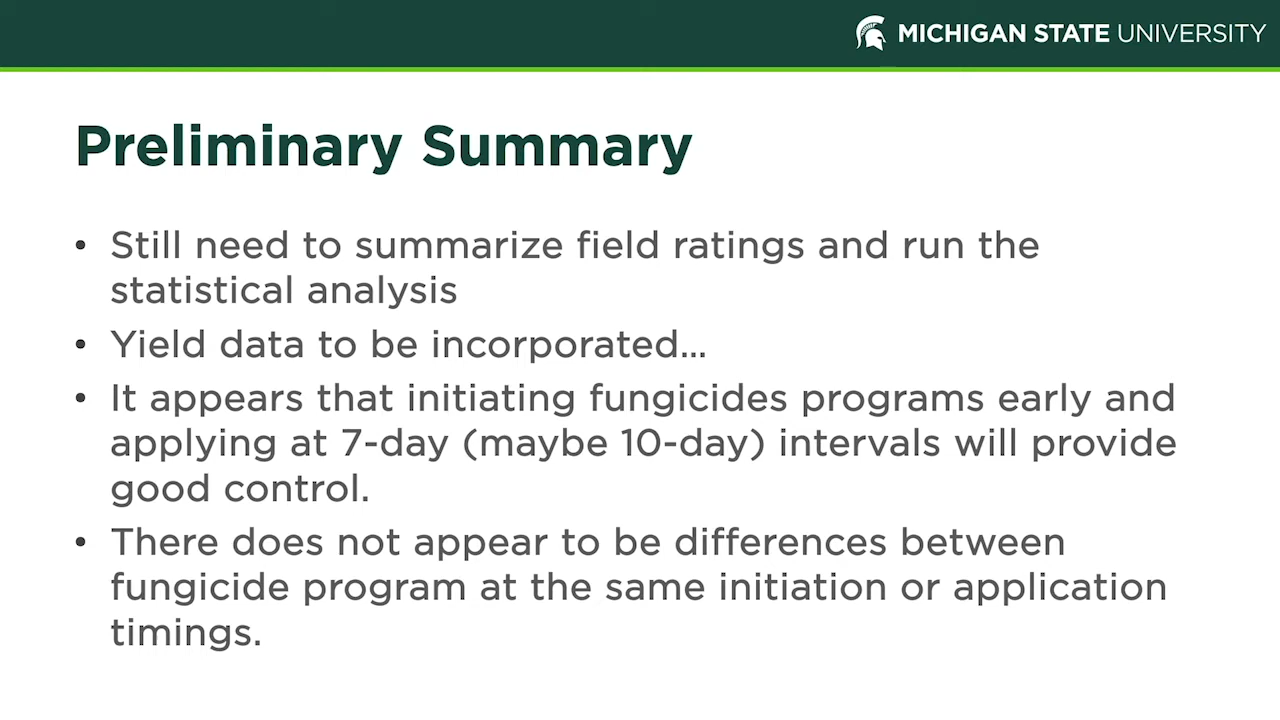 MICHIGAN STATE UNIVERSITY
Preliminary Summary
• Still need to summarize field ratings and run the
statistical analysis
• Yield data to be incorporated...
• It appears that initiating fungicides programs early and
applying at 7-day (maybe 10-day) intervals will provide
good control.
• There does not appear to be differences between
fungicide program at the same initiation or application
timings.